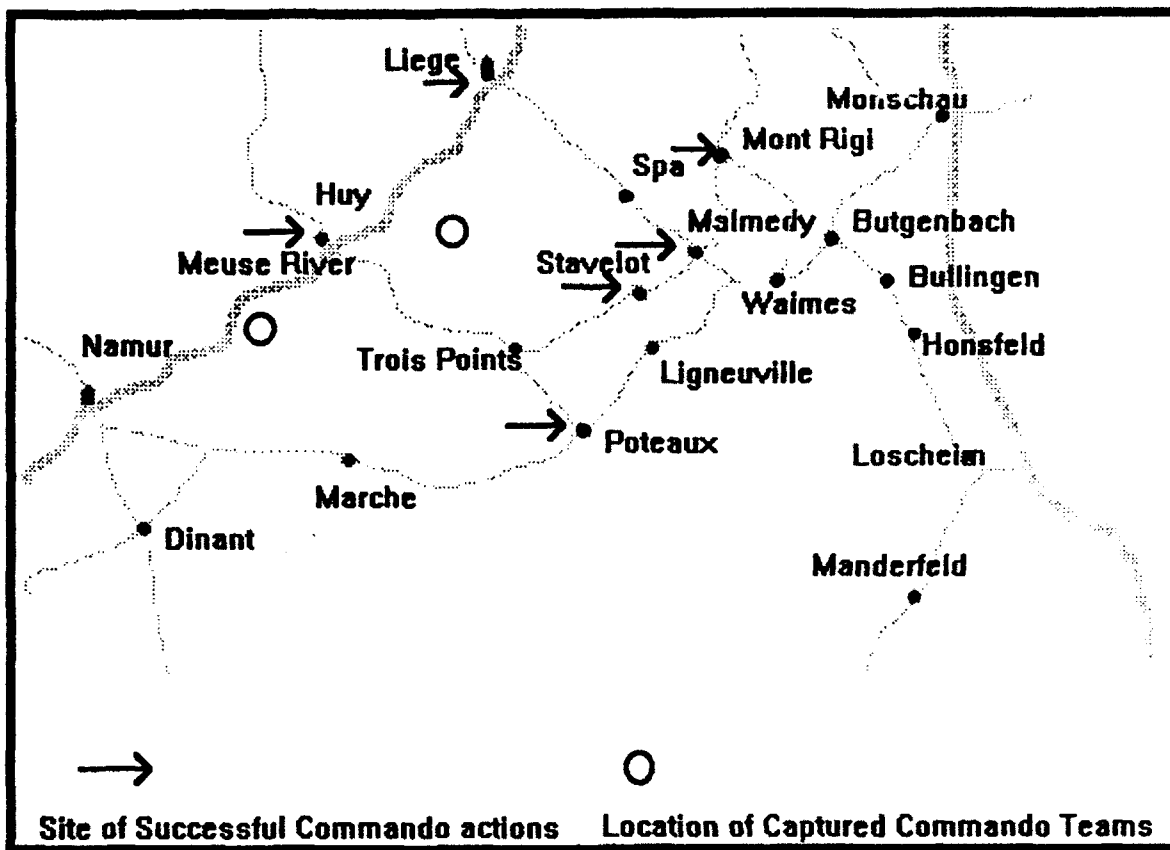 Liege
Monschau
Mont Rigi
Spa
Huy
Malmedy
Butgenbach
Meuse River
Stavelot
Bullingen
Waimes
Namur
Honsfeld
Trois Points
Ligneuville
Poteaux
Loscheim
Marche
Dinant
Manderfeld
Site of Successful Commando actions
Location of Captured Commando Teams